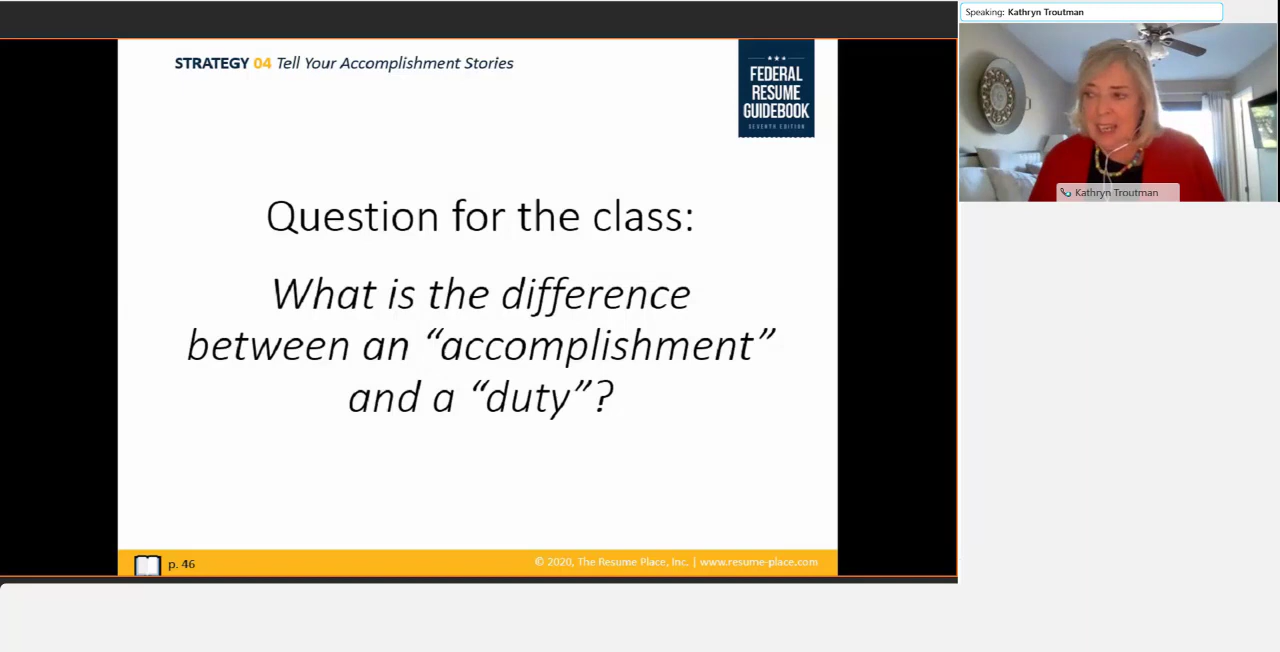 Speaking: Kathryn Troutman
STRATEGY 04 Tell Your Accomplishment Stories
FEDERAL
RESUME
GUIDEBOOK
SEVENTH EDITION
Question for the class:
What is the difference
between an “accomplishment”
and a “duty”?
Kathryn Troutman
p. 46
© 2020, The Resume Place, Inc. | www.resume-place.com